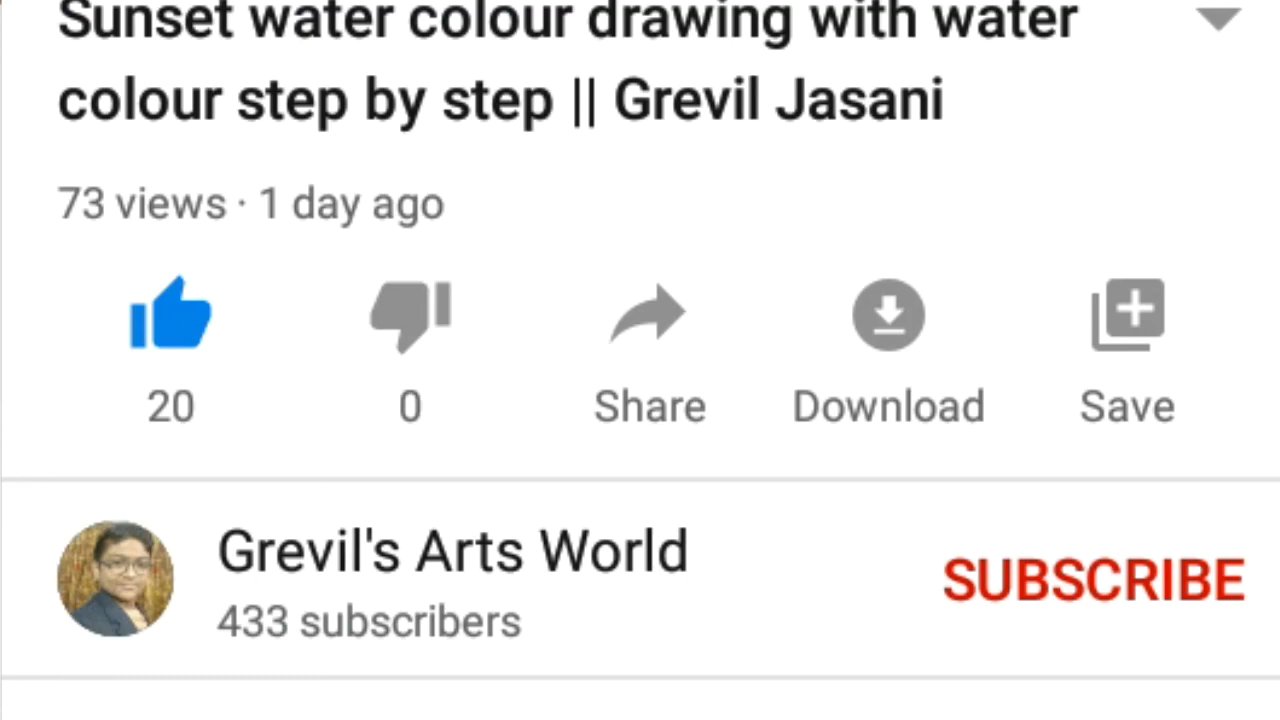 Sunset water colour drawing with water
colour step by step || Grevil Jasani
73 views · 1 day ago
20
0
Share
Download
Save
Grevil's Arts World
433 subscribers
SUBSCRIBE